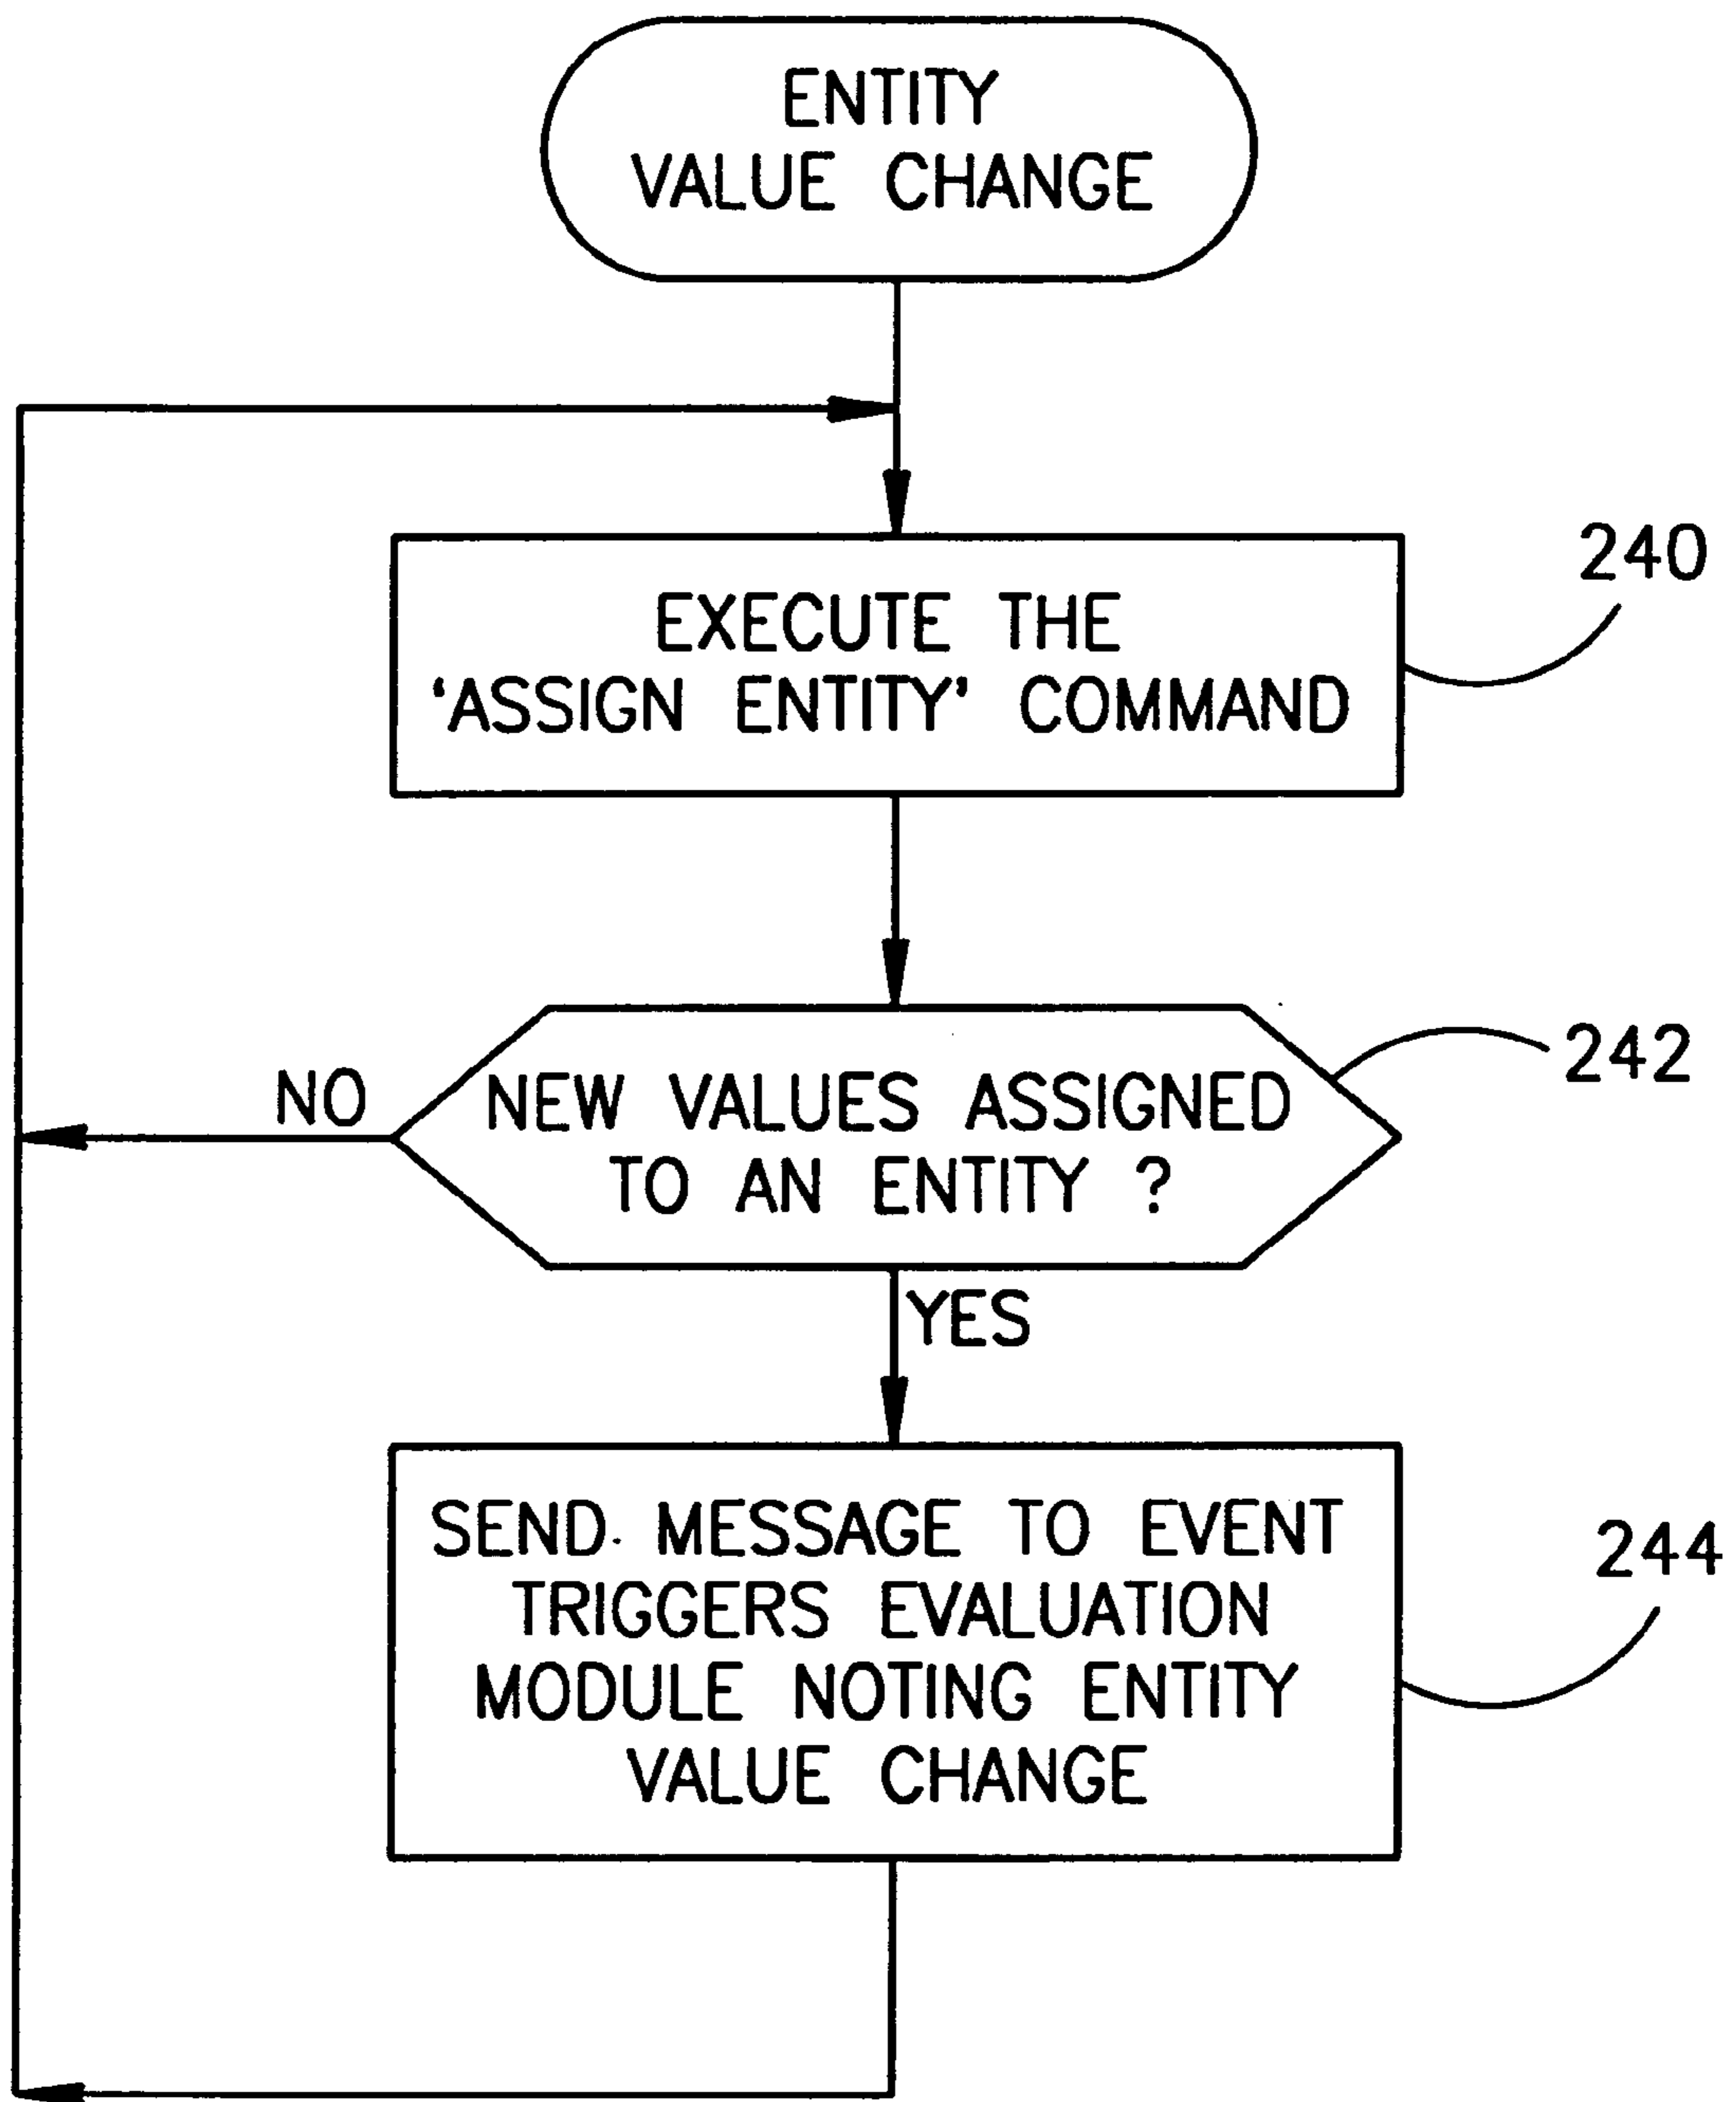 ENTITY
VALUE CHANGE
EXECUTE THE
‘ASSIGN ENTITY’ COMMAND
240
NEW VALUES ASSIGNED
TO AN ENTITY ?
242
NO
YES
SEND MESSAGE TO EVENT
TRIGGERS EVALUATION
MODULE NOTING ENTITY
VALUE CHANGE
244